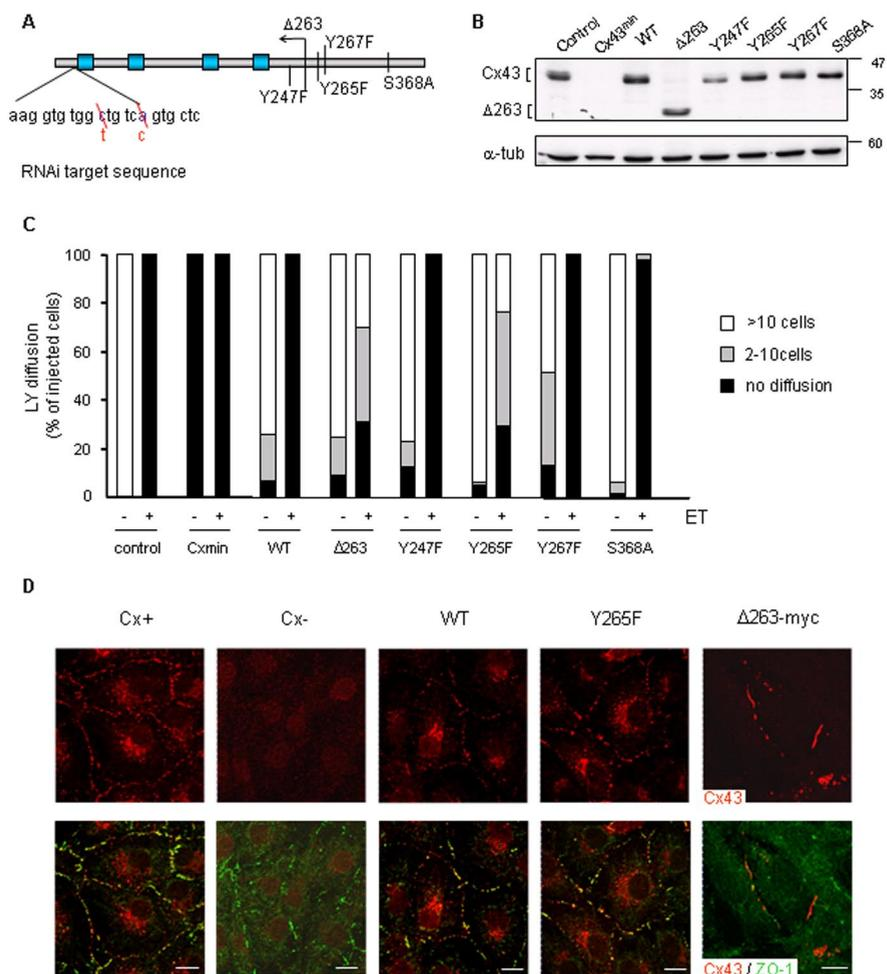 A
Δ263
Y267F
Y247F
Y265F
S368A
aag gtg tgg ctg tca gtg ctc
t c
RNAi target sequence
B
Control Cx43min WT Δ263 Y247F Y265F Y267F S368A
Cx43 [
Δ263 [
47
35
α-tub
60
C
LY diffusion
(% of injected cells)
100
80
60
40
20
0
>10 cells
2-10cells
no diffusion
- + - + - + - + - + - + - + - + ET
control Cxmin WT Δ263 Y247F Y265F Y267F S368A
D
Cx+ Cx- WT Y265F Δ263-myc
Cx43
Cx43 / ZO-1